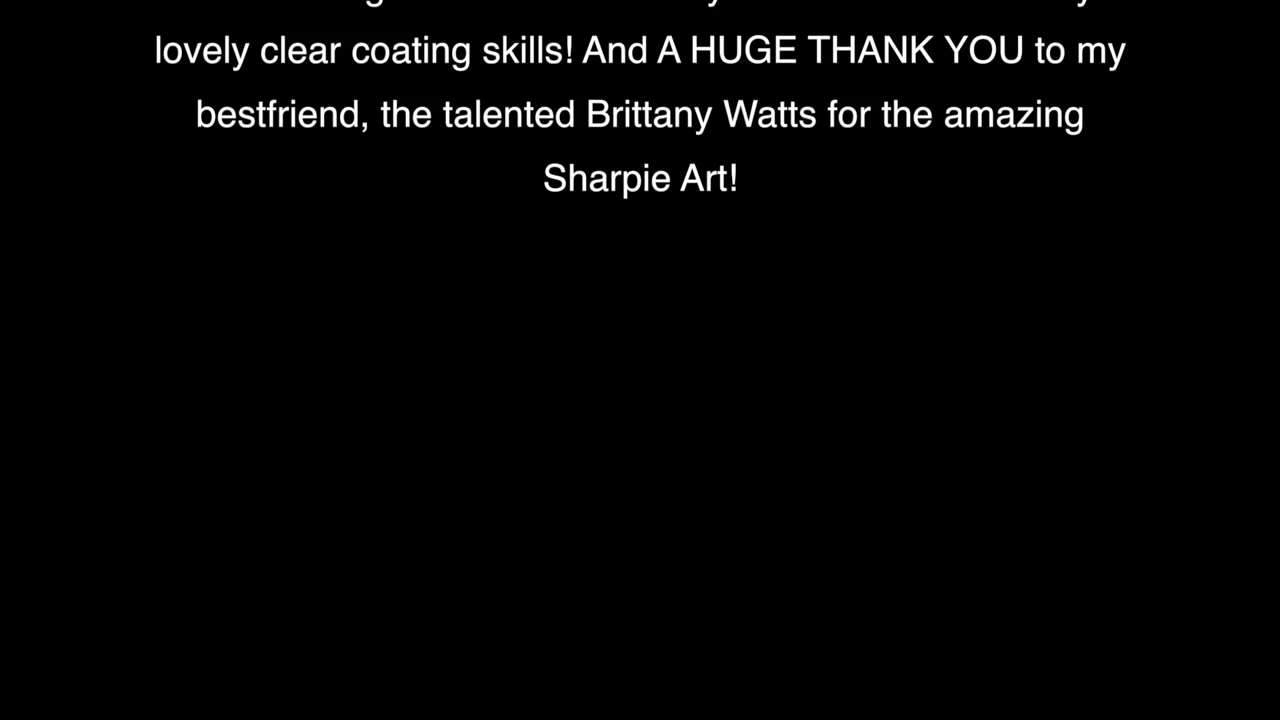 lovely clear coating skills! And A HUGE THANK YOU to my
bestfriend, the talented Brittany Watts for the amazing
Sharpie Art!